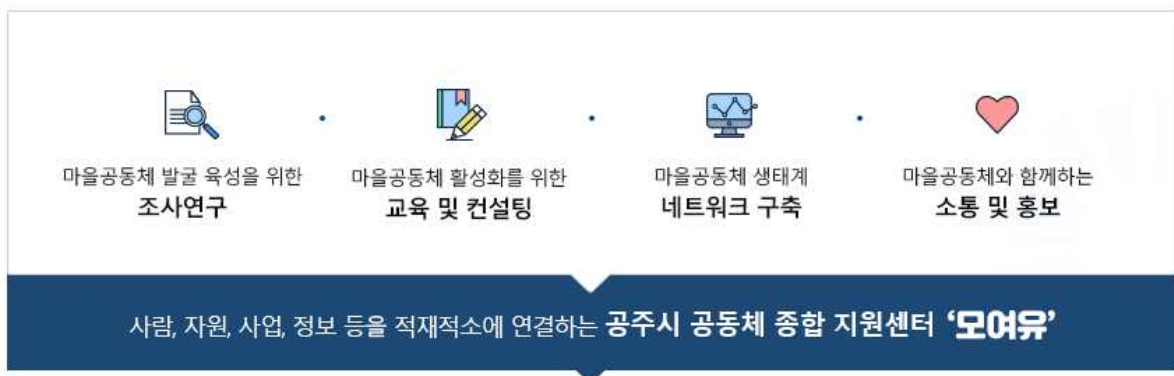 마을공동체 발굴 육성을 위한
조사연구
마을공동체 활성화를 위한
교육 및 컨설팅
마을공동체 생태계
네트워크 구축
마을공동체와 함께하는
소통 및 홍보
사람, 자원, 사업, 정보 등을 적재적소에 연결하는 공주시 공동체 종합 지원센터 ‘모여유’